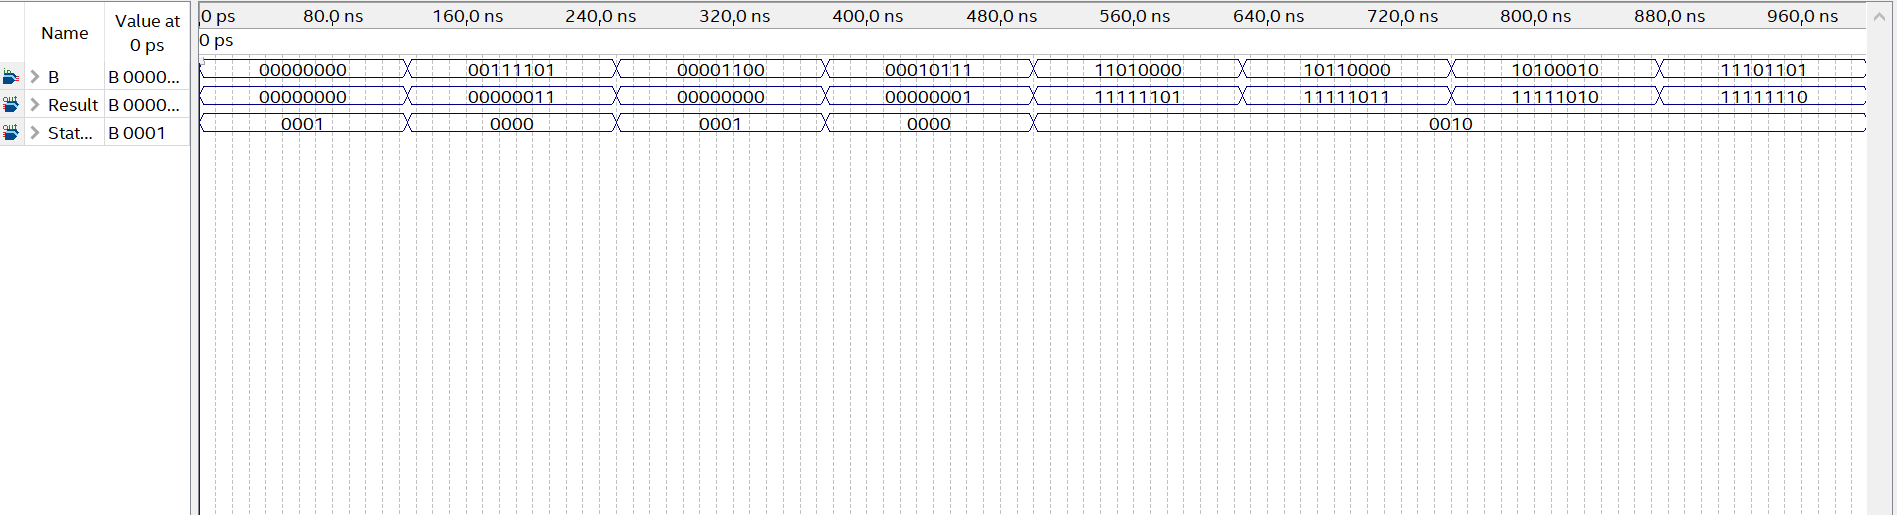 Name
Value at
0 ps
0 ps 80,0 ns 160,0 ns 240,0 ns 320,0 ns 400,0 ns 480,0 ns 560,0 ns 640,0 ns 720,0 ns 800,0 ns 880,0 ns 960,0 ns
0 ps
in B B 0000... 00000000 00111101 00001100 00010111 11010000 10110000 10100010 11101101
out Result B 0000... 00000000 00000011 00000000 00000001 11111101 11111011 11111010 11111110
out Stat... B 0001 0001 0000 0001 0000 0010